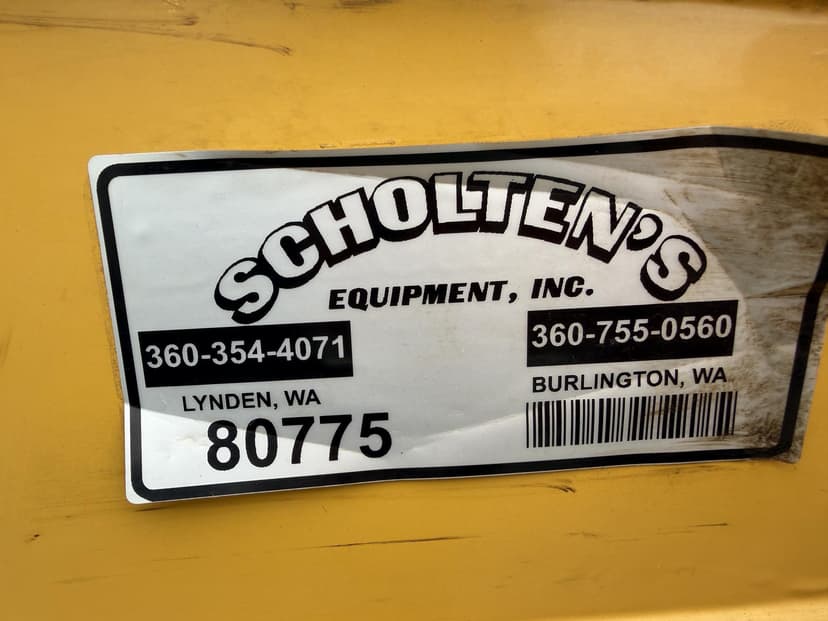 SCHOLTEN'S
EQUIPMENT, INC.
360-354-4071
LYNDEN, WA
80775
360-755-0560
BURLINGTON, WA